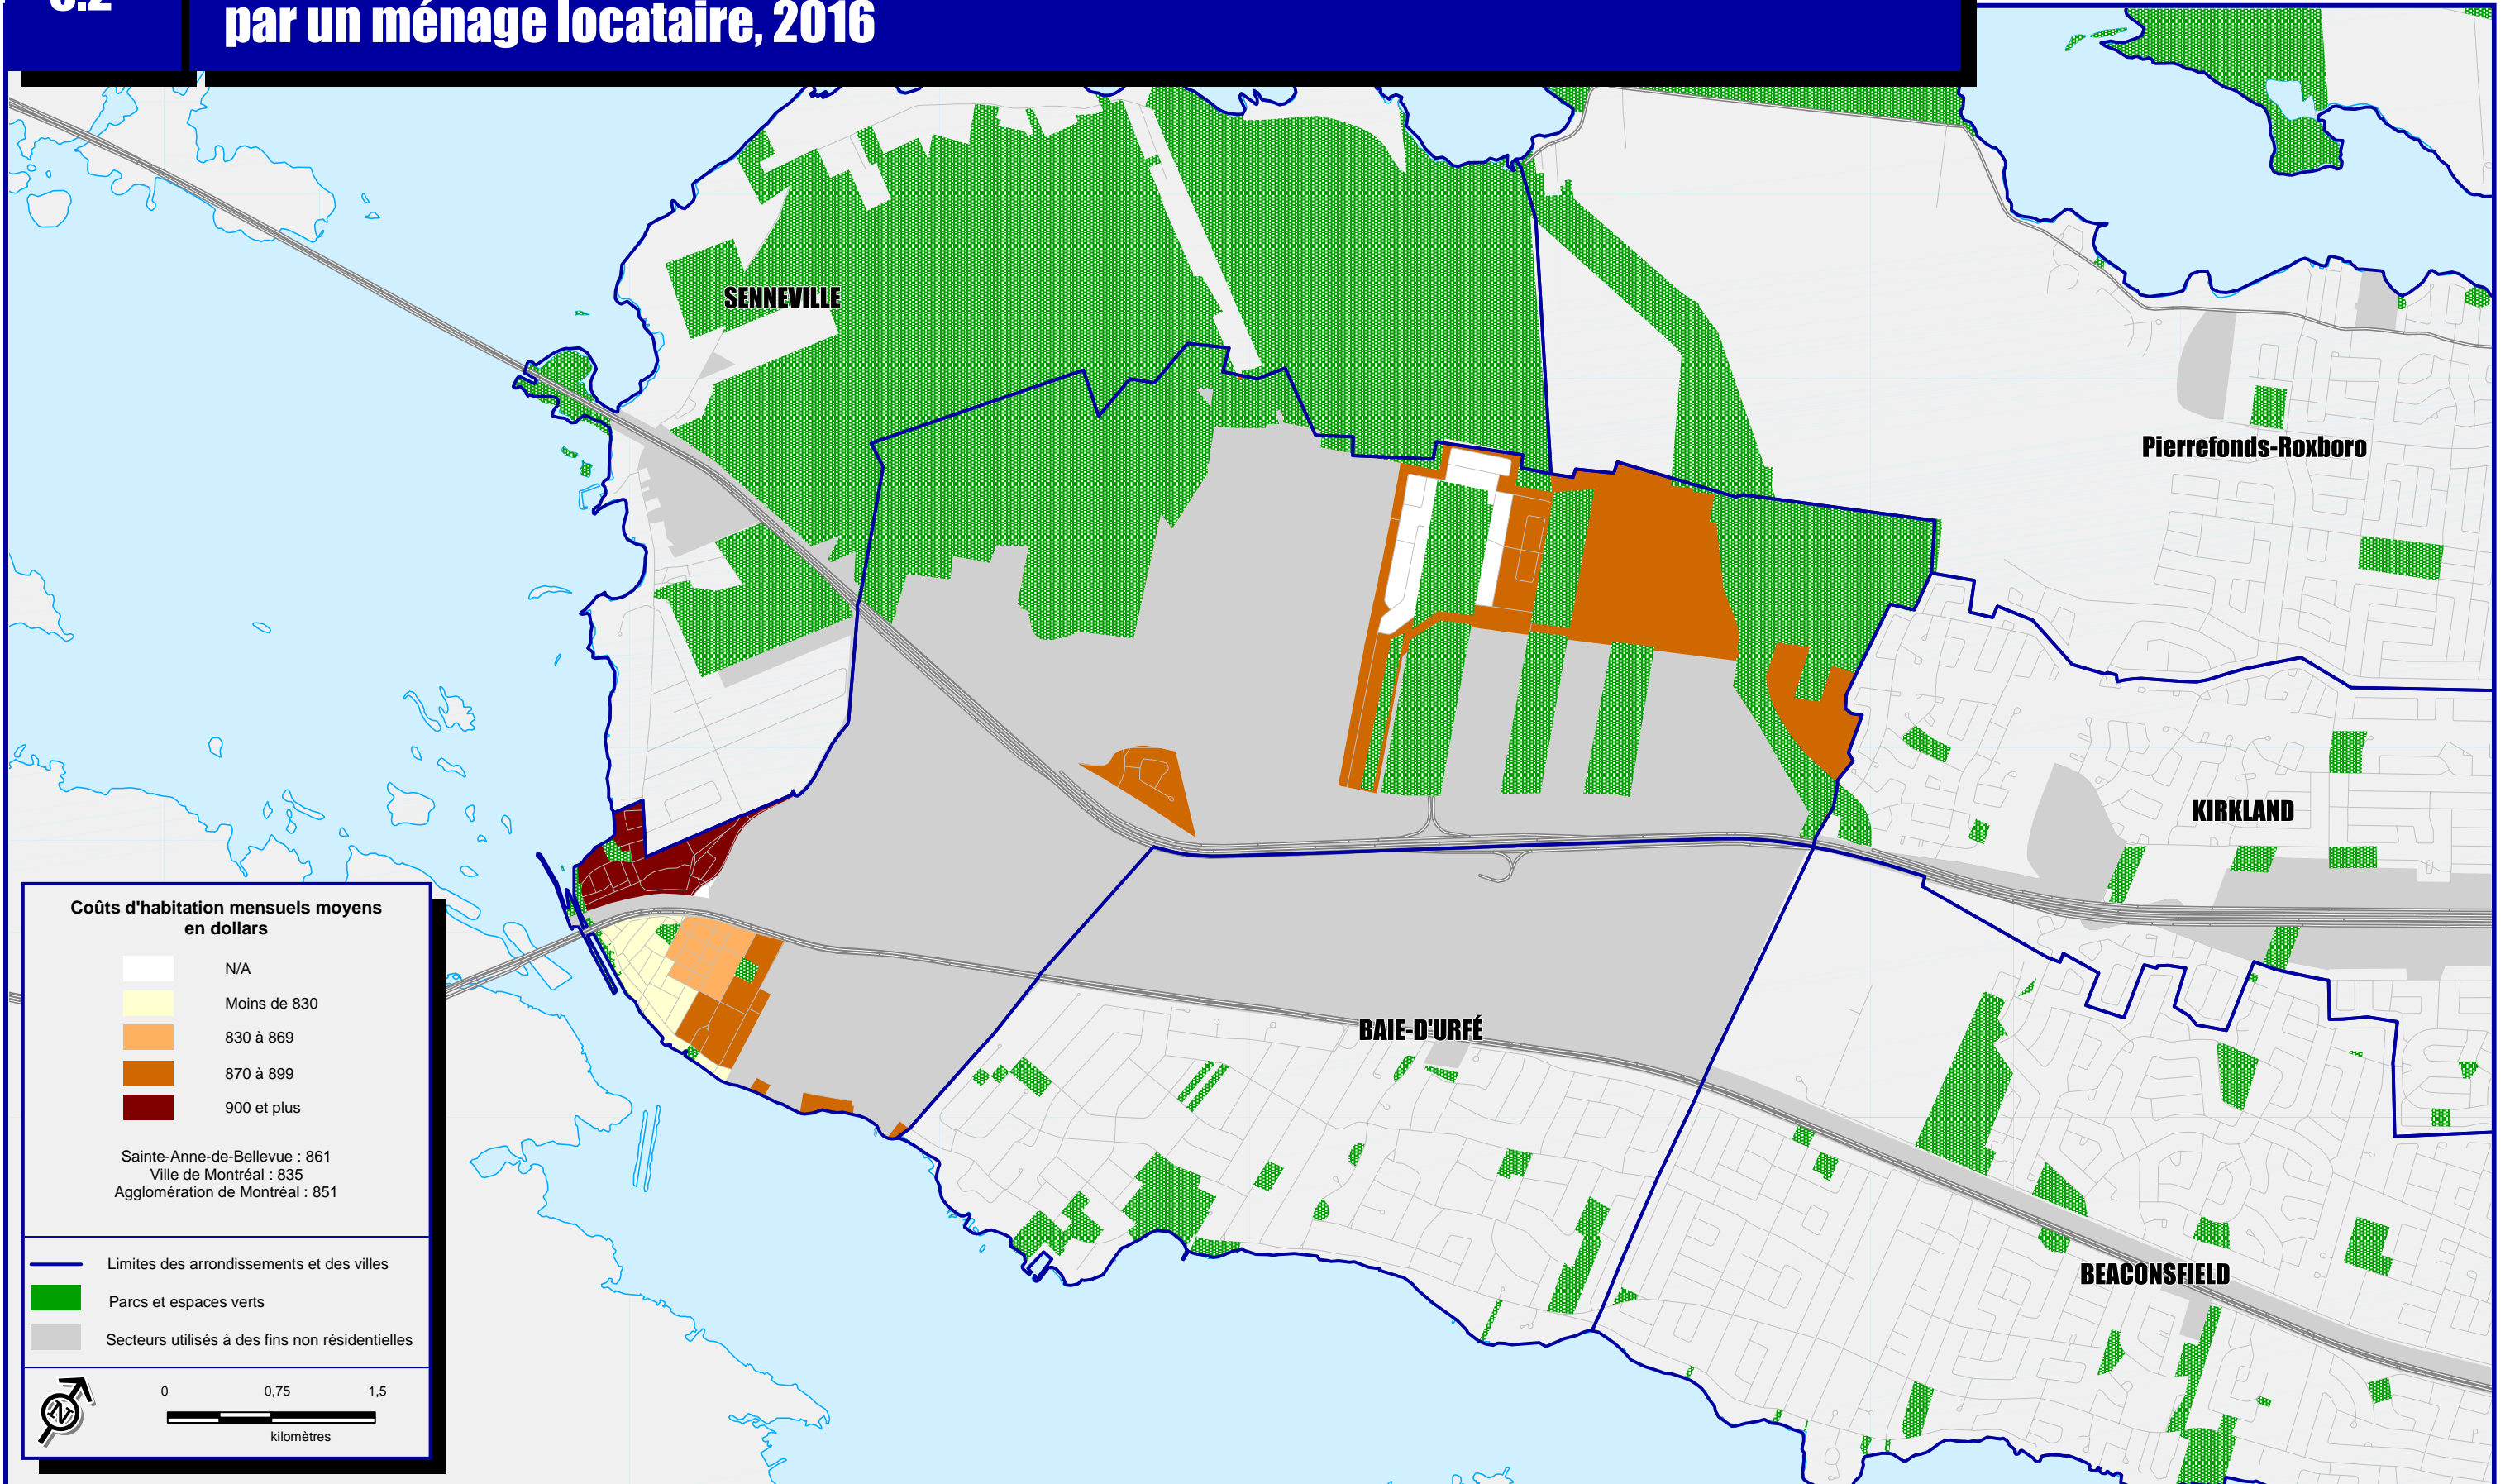 par un ménage locataire, 2016
SENNEVILLE
Pierrefonds-Roxboro
KIRKLAND
BAIE-D'URFÉ
BEACONSFIELD
Coûts d'habitation mensuels moyens
en dollars
N/A
Moins de 830
830 à 869
870 à 899
900 et plus
Sainte-Anne-de-Bellevue : 861
Ville de Montréal : 835
Agglomération de Montréal : 851
Limites des arrondissements et des villes
Parcs et espaces verts
Secteurs utilisés à des fins non résidentielles
N
0 0,75 1,5
kilomètres